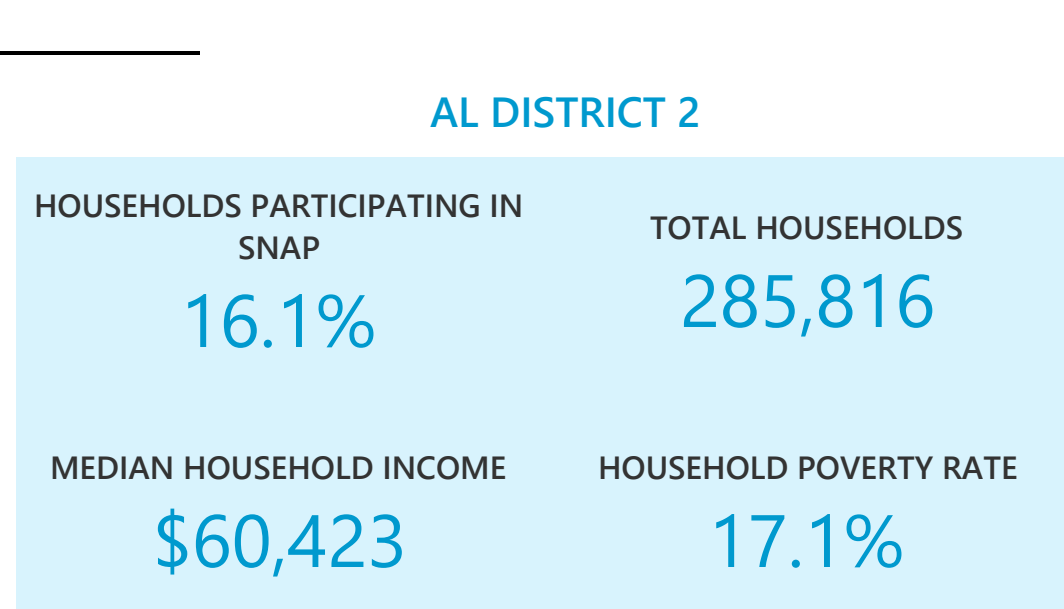 AL DISTRICT 2
HOUSEHOLDS PARTICIPATING IN
SNAP
16.1%
TOTAL HOUSEHOLDS
285,816
MEDIAN HOUSEHOLD INCOME
$60,423
HOUSEHOLD POVERTY RATE
17.1%